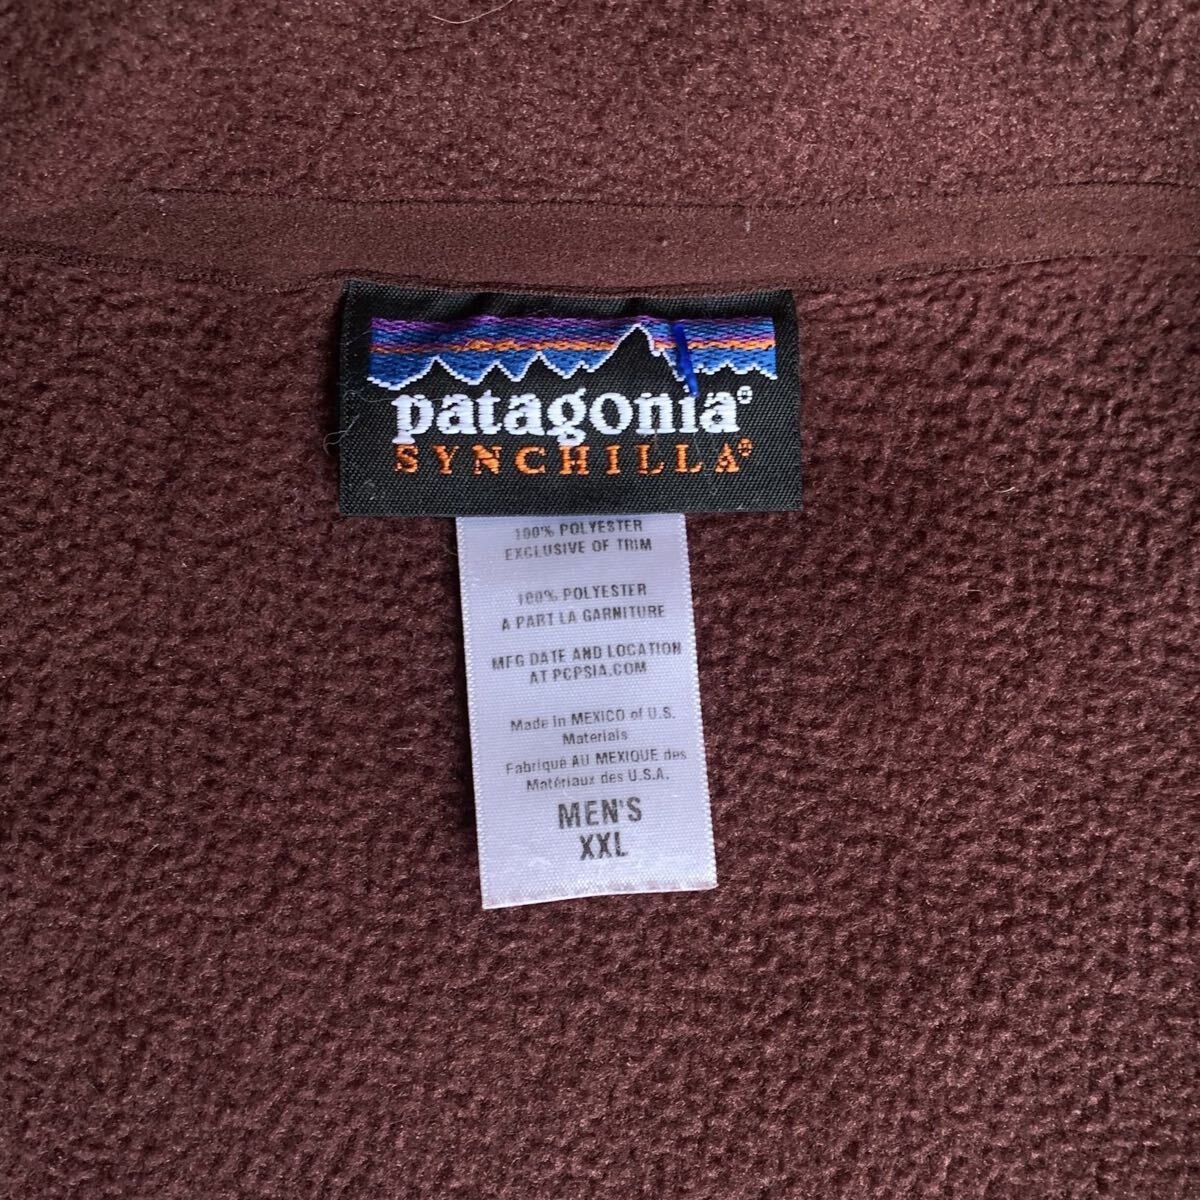 patagonia®
SYNCHILLA®
100% POLYESTER
EXCLUSIVE OF TRIM
100% POLYESTER
A PART LA GARNITURE
MFG DATE AND LOCATION
AT PCPSIA.COM
Made in MEXICO of U.S.
Materials
Fabriqué AU MEXIQUE des
Matériaux des U.S.A.
MEN'S
XXL